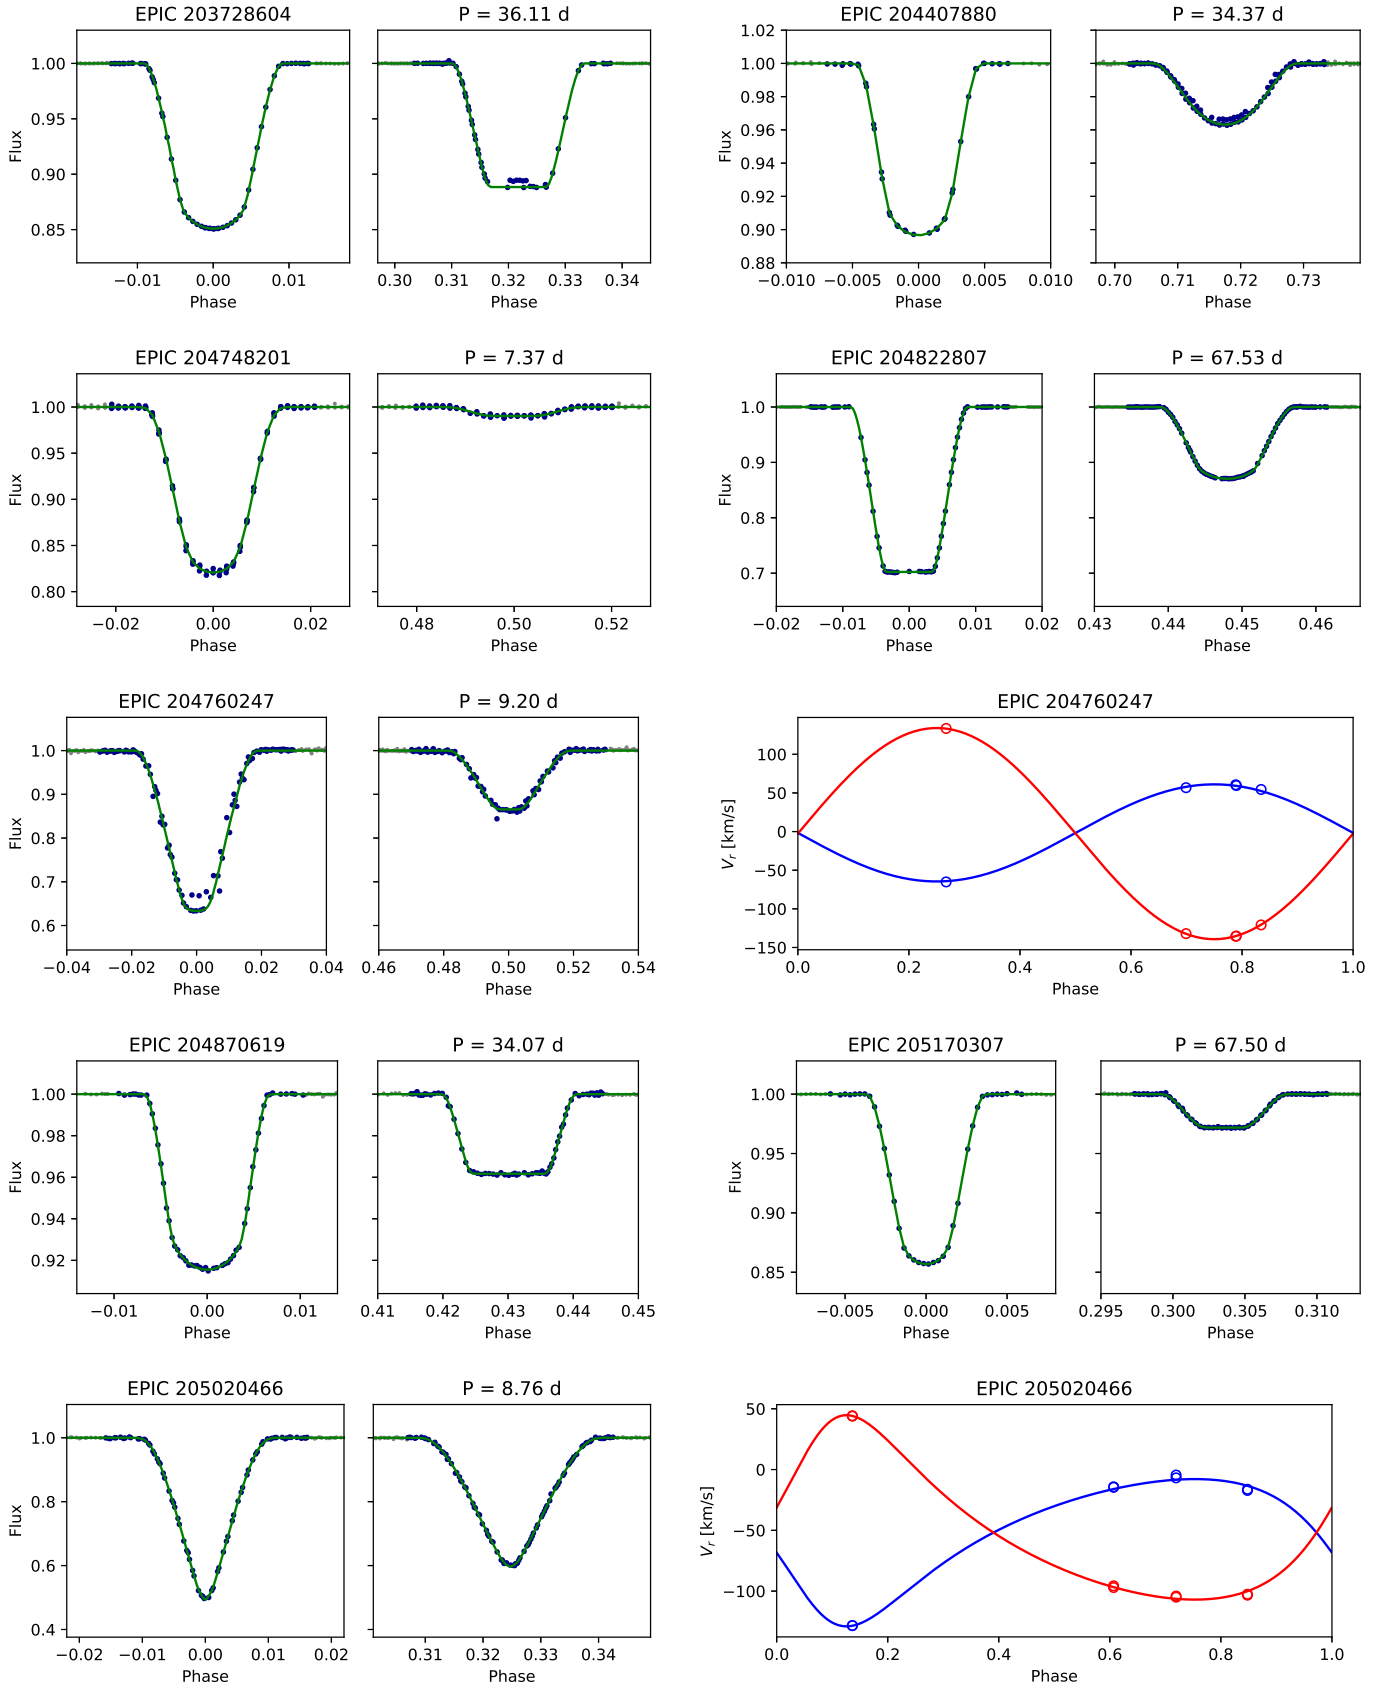 EPIC 203728604
P = 36.11 d
EPIC 204407880
P = 34.37 d
1.00
0.95
0.90
0.85
Flux
−0.01 0.00 0.01
Phase
0.30 0.31 0.32 0.33 0.34
Phase
1.02
1.00
0.98
0.96
0.94
0.92
0.90
0.88
Flux
−0.010 −0.005 0.000 0.005 0.010
Phase
0.70 0.71 0.72 0.73
Phase
EPIC 204748201
P = 7.37 d
EPIC 204822807
P = 67.53 d
1.00
0.95
0.90
0.85
0.80
Flux
−0.02 0.00 0.02
Phase
0.48 0.50 0.52
Phase
1.0
0.9
0.8
0.7
Flux
−0.02 −0.01 0.00 0.01 0.02
Phase
0.43 0.44 0.45 0.46
Phase
EPIC 204760247
P = 9.20 d
EPIC 204760247
1.0
0.9
0.8
0.7
0.6
Flux
−0.04 −0.02 0.00 0.02 0.04
Phase
0.46 0.48 0.50 0.52 0.54
Phase
100
50
0
−50
−100
−150
Vr [km/s]
0.0 0.2 0.4 0.6 0.8 1.0
Phase
EPIC 204870619
P = 34.07 d
EPIC 205170307
P = 67.50 d
1.00
0.98
0.96
0.94
0.92
Flux
−0.01 0.00 0.01
Phase
0.41 0.42 0.43 0.44 0.45
Phase
1.00
0.95
0.90
0.85
Flux
−0.005 0.000 0.005
Phase
0.295 0.300 0.305 0.310
Phase
EPIC 205020466
P = 8.76 d
EPIC 205020466
1.0
0.8
0.6
0.4
Flux
−0.02 −0.01 0.00 0.01 0.02
Phase
0.31 0.32 0.33 0.34
Phase
50
0
−50
−100
Vr [km/s]
0.0 0.2 0.4 0.6 0.8 1.0
Phase